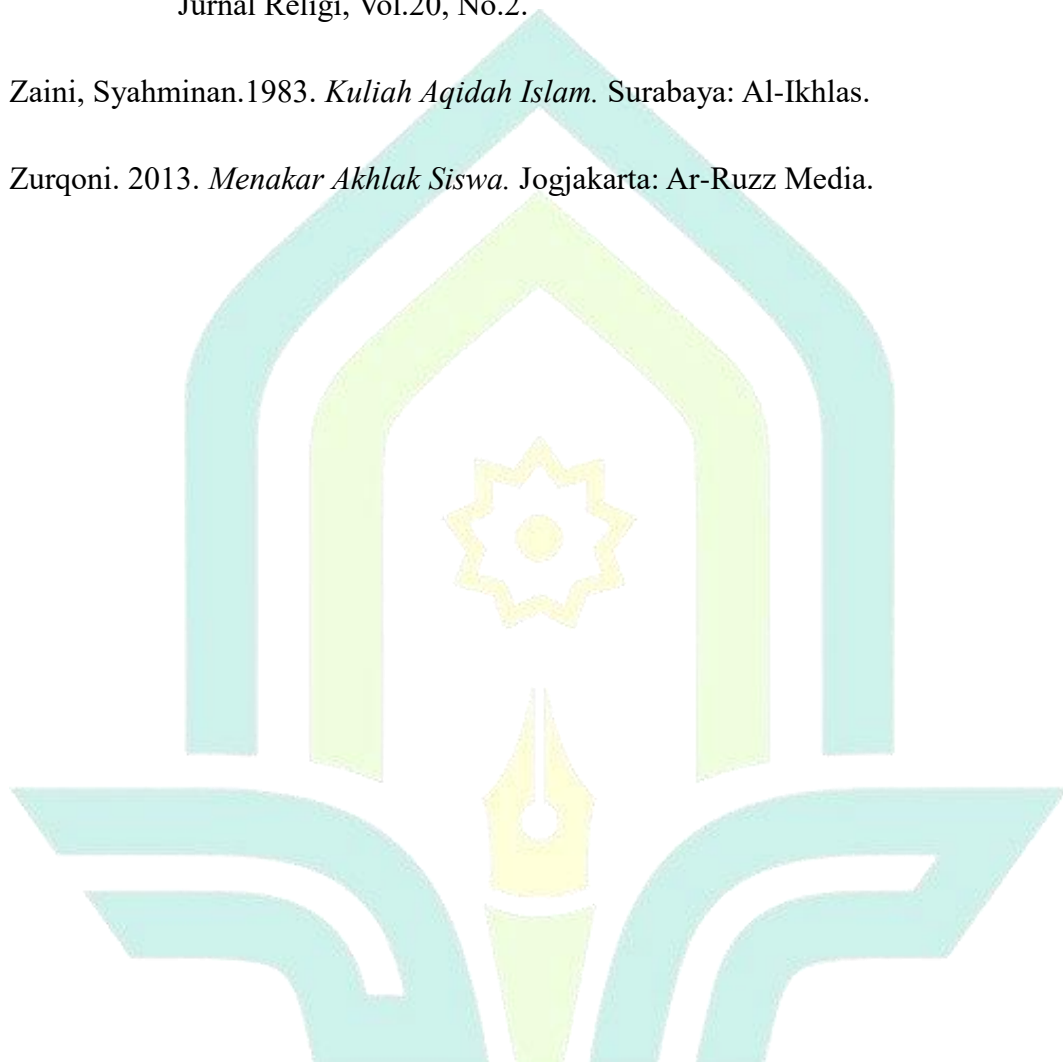 Jurnal Religi, Vol.20, No.2.
Zaini, Syahminan.1983. Kuliah Aqidah Islam. Surabaya: Al-Ikhlas.
Zurqoni. 2013. Menakar Akhlak Siswa. Jogjakarta: Ar-Ruzz Media.